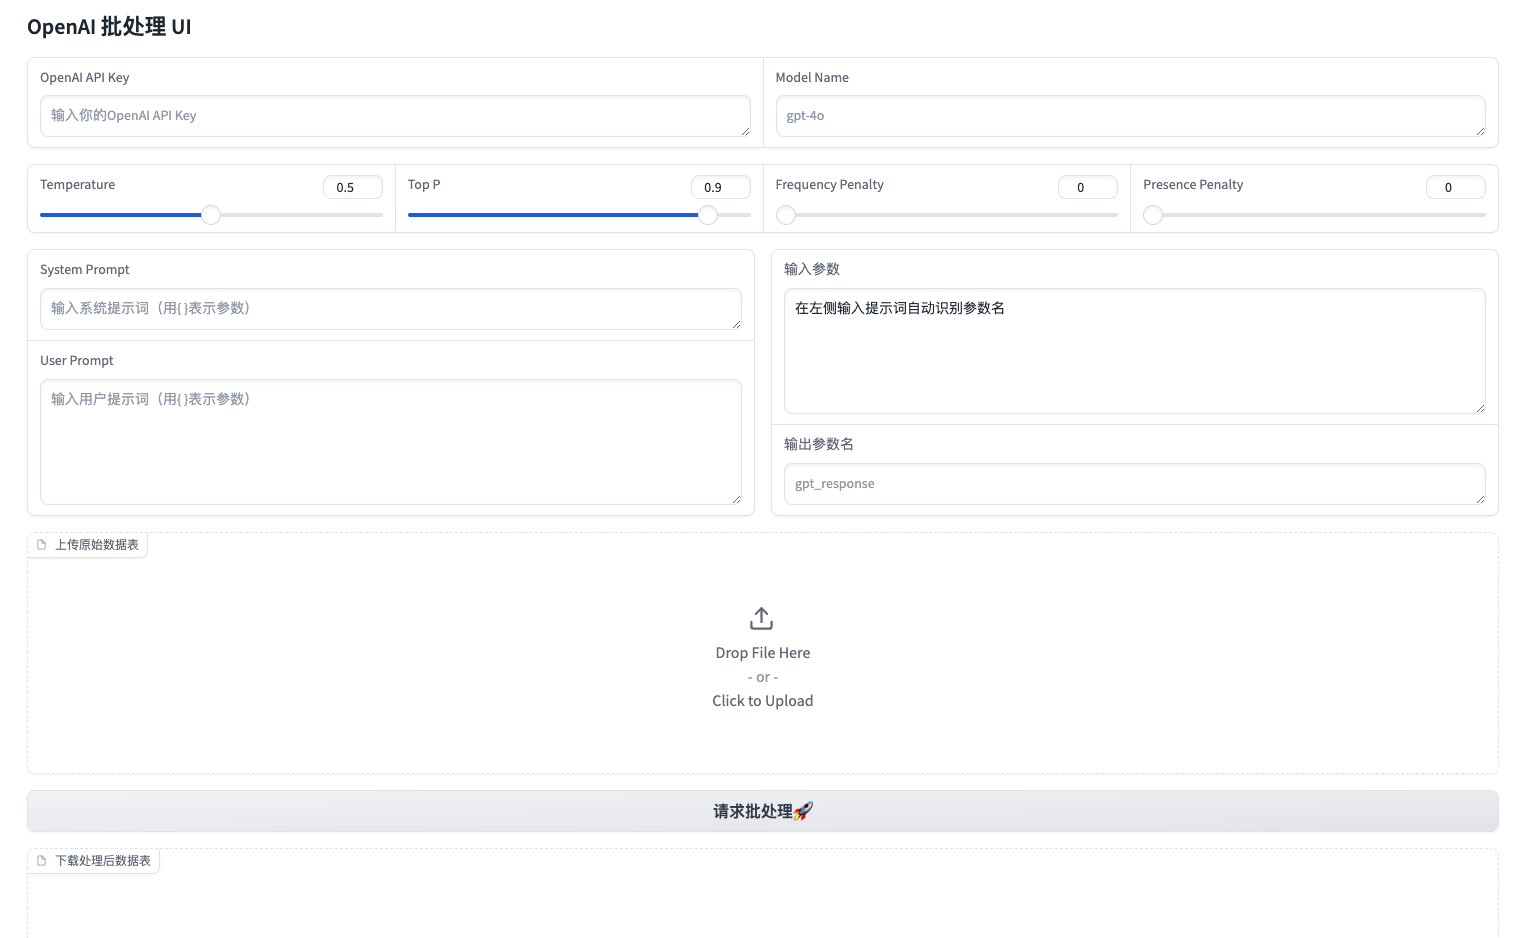 OpenAI 批处理 UI
OpenAI API Key
输入你的OpenAI API Key
Model Name
gpt-4o
Temperature
0.5
Top P
0.9
Frequency Penalty
0
Presence Penalty
0
System Prompt
输入系统提示词（用{ }表示参数）
User Prompt
输入用户提示词（用{ }表示参数）
输入参数
在左侧输入提示词自动识别参数名
输出参数名
gpt_response
上传原始数据表
Drop File Here
- or -
Click to Upload
请求批处理🚀
下载处理后数据表